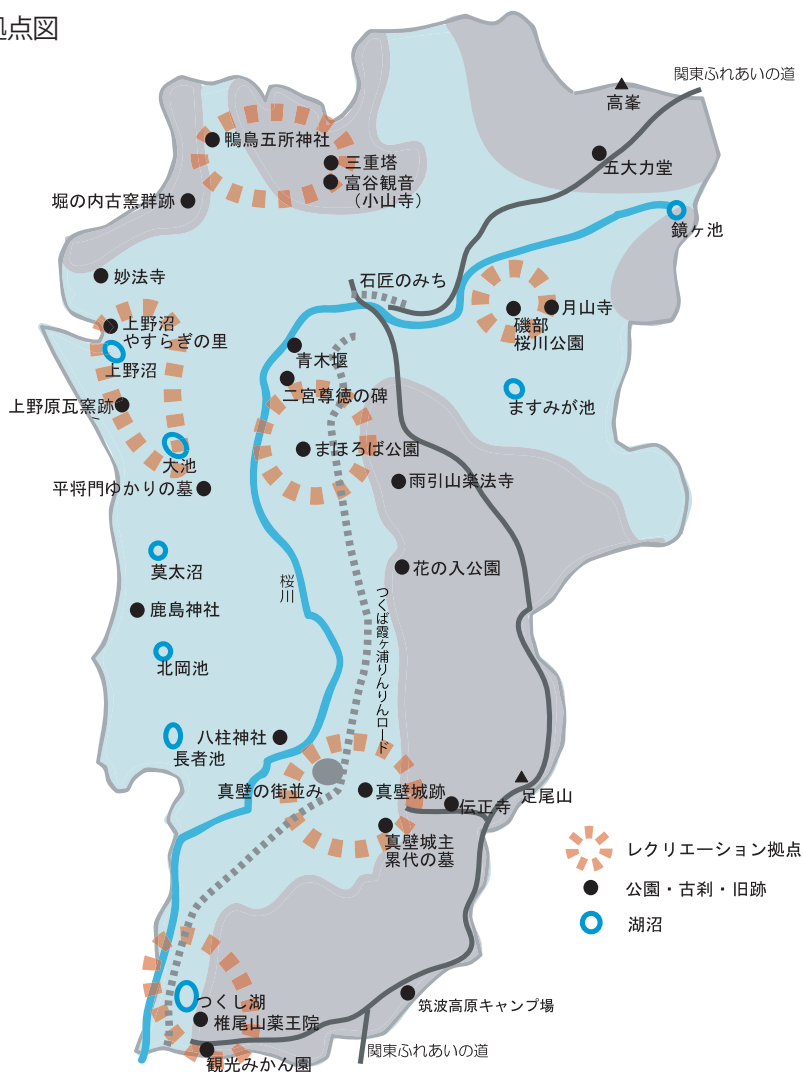 拠点図
関東ふれあいの道
高峯
鴨鳥五所神社
三重塔
五大力堂
富谷観音
（小山寺）
堀の内古窯群跡
鏡ヶ池
妙法寺
石匠のみち
月山寺
上野沼
やすらぎの里
磯部
桜川公園
青木堰
上野沼
二宮尊徳の碑
上野原瓦窯跡
ますみが池
まほろば公園
大池
雨引山楽法寺
平将門ゆかりの墓
莫太沼
花の入公園
桜川
つくば霞ヶ浦りんりんロード
鹿島神社
北岡池
八柱神社
長者池
真壁の街並み
真壁城跡
足尾山
伝正寺
真壁城主
累代の墓
レクリエーション拠点
公園・古刹・旧跡
湖沼
つくし湖
椎尾山薬王院
筑波高原キャンプ場
観光みかん園
関東ふれあいの道